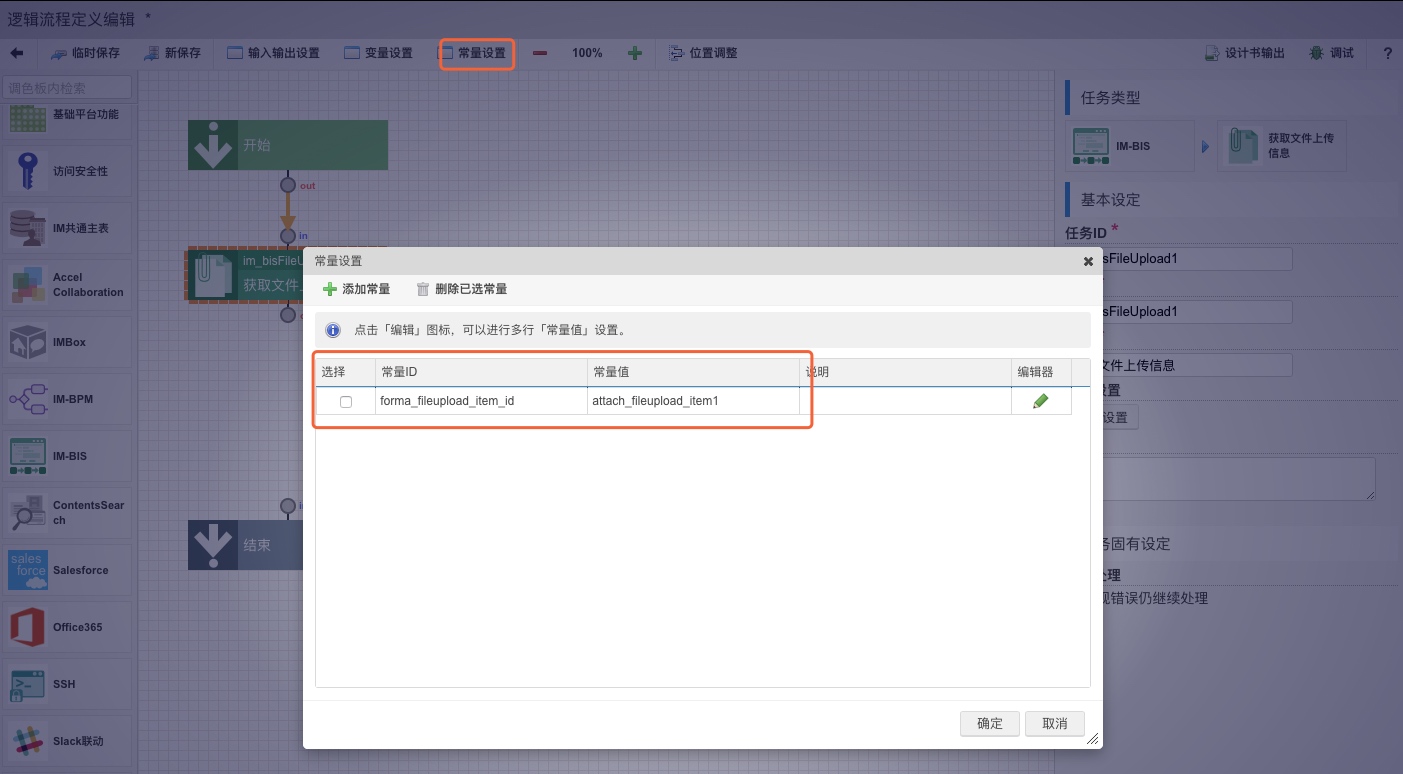 逻辑流程定义编辑 *
临时保存 新保存 输入输出设置 变量设置 常量设置 100% 位置调整 设计书输出 调试 ?
调色板内检索
基础平台功能
访问安全性
IM共通主表
Accel
Collaboration
IMBox
IM-BPM
IM-BIS
ContentsSear
ch
sales
force
Salesforce
Office365
SSH
Slack联动
开始
out
in
im_bisFileU
获取文件上
结束
任务类型
IM-BIS
获取文件上传
信息
基本设定
任务ID *
sFileUpload1
sFileUpload1
文件上传信息
置
设置
务固有设定
处理
现错误仍继续处理
常量设置
添加常量 删除已选常量
点击「编辑」图标，可以进行多行「常量值」设置。
选择 常量ID 常量值 说明 编辑器
forma_fileupload_item_id attach_fileupload_item1
确定 取消